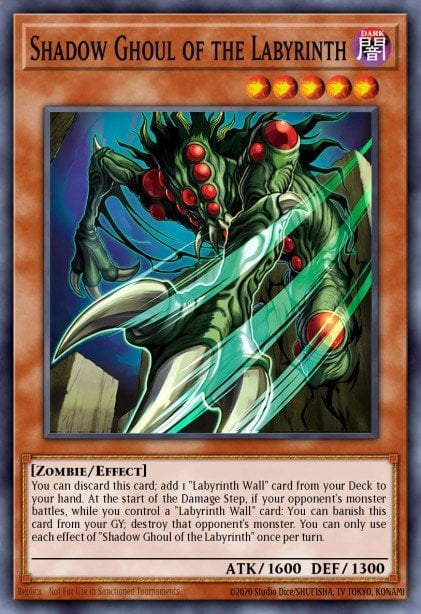 SHADOW GHOUL OF THE LABYRINTH
DARK
闇
[ZOMBIE/EFFECT]
You can discard this card; add 1 "Labyrinth Wall" card from your Deck to
your hand. At the start of the Damage Step, if your opponent's monster
battles, while you control a "Labyrinth Wall" card: You can banish this
card from your GY; destroy that opponent's monster. You can only use
each effect of "Shadow Ghoul of the Labyrinth" once per turn.
ATK/1600 DEF/1300
Replica - Not For Use in Sanctioned Tournaments
©2020 Studio Dice/SHUEISHA, TV TOKYO, KONAMI